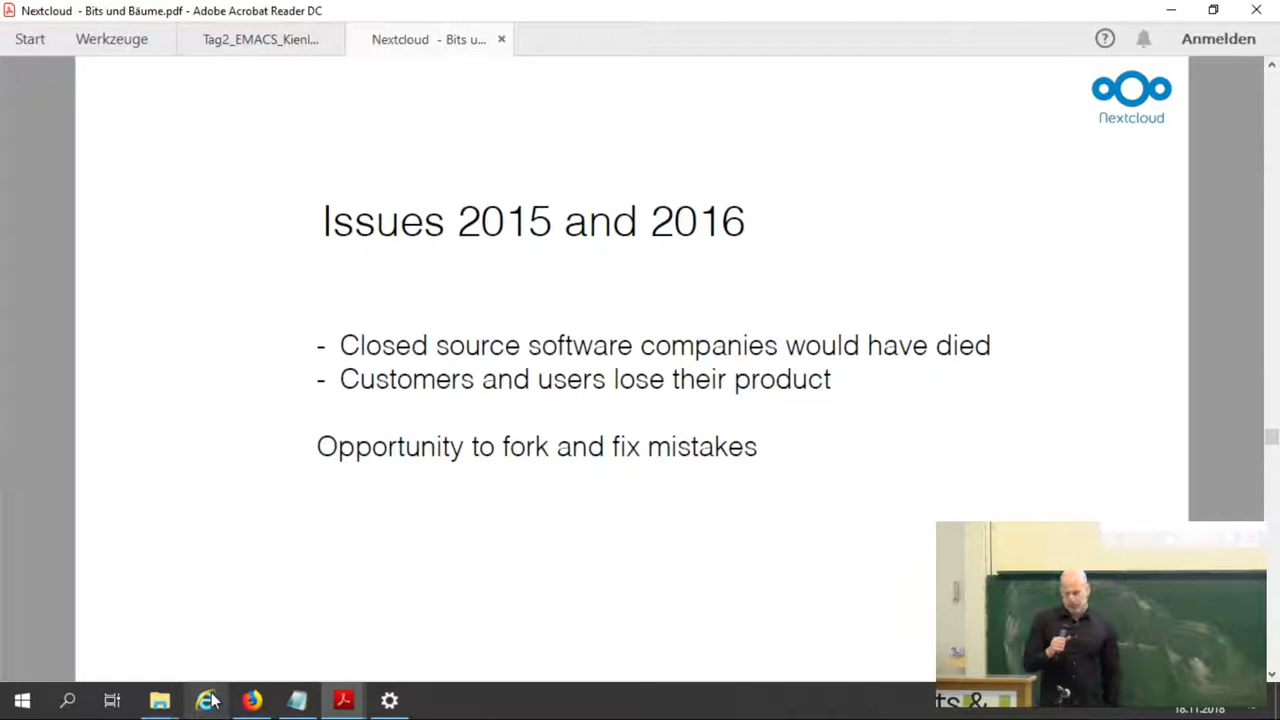 Nextcloud - Bits und Bäume.pdf - Adobe Acrobat Reader DC
Start
Werkzeuge
Tag2_EMACS_Kienl...
Nextcloud - Bits u...
Anmelden
Nextcloud
Issues 2015 and 2016
- Closed source software companies would have died
- Customers and users lose their product
Opportunity to fork and fix mistakes
ts &
18.11.2018